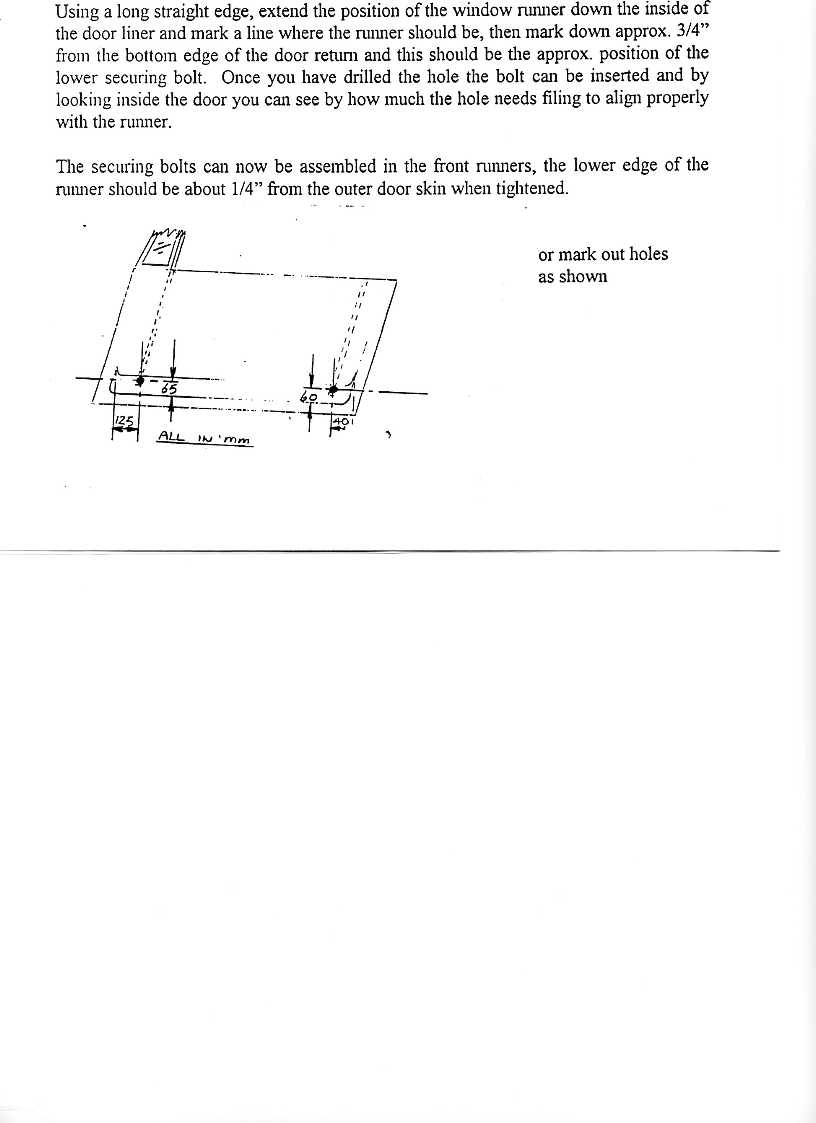 Using a long straight edge, extend the position of the window runner down the inside of
the door liner and mark a line where the runner should be, then mark down approx. 3/4”
from the bottom edge of the door return and this should be the approx. position of the
lower securing bolt. Once you have drilled the hole the bolt can be inserted and by
looking inside the door you can see by how much the hole needs filing to align properly
with the runner.
The securing bolts can now be assembled in the front runners, the lower edge of the
runner should be about 1/4” from the outer door skin when tightened.
or mark out holes
as shown
65
60
125
40
ALL IN 'mm